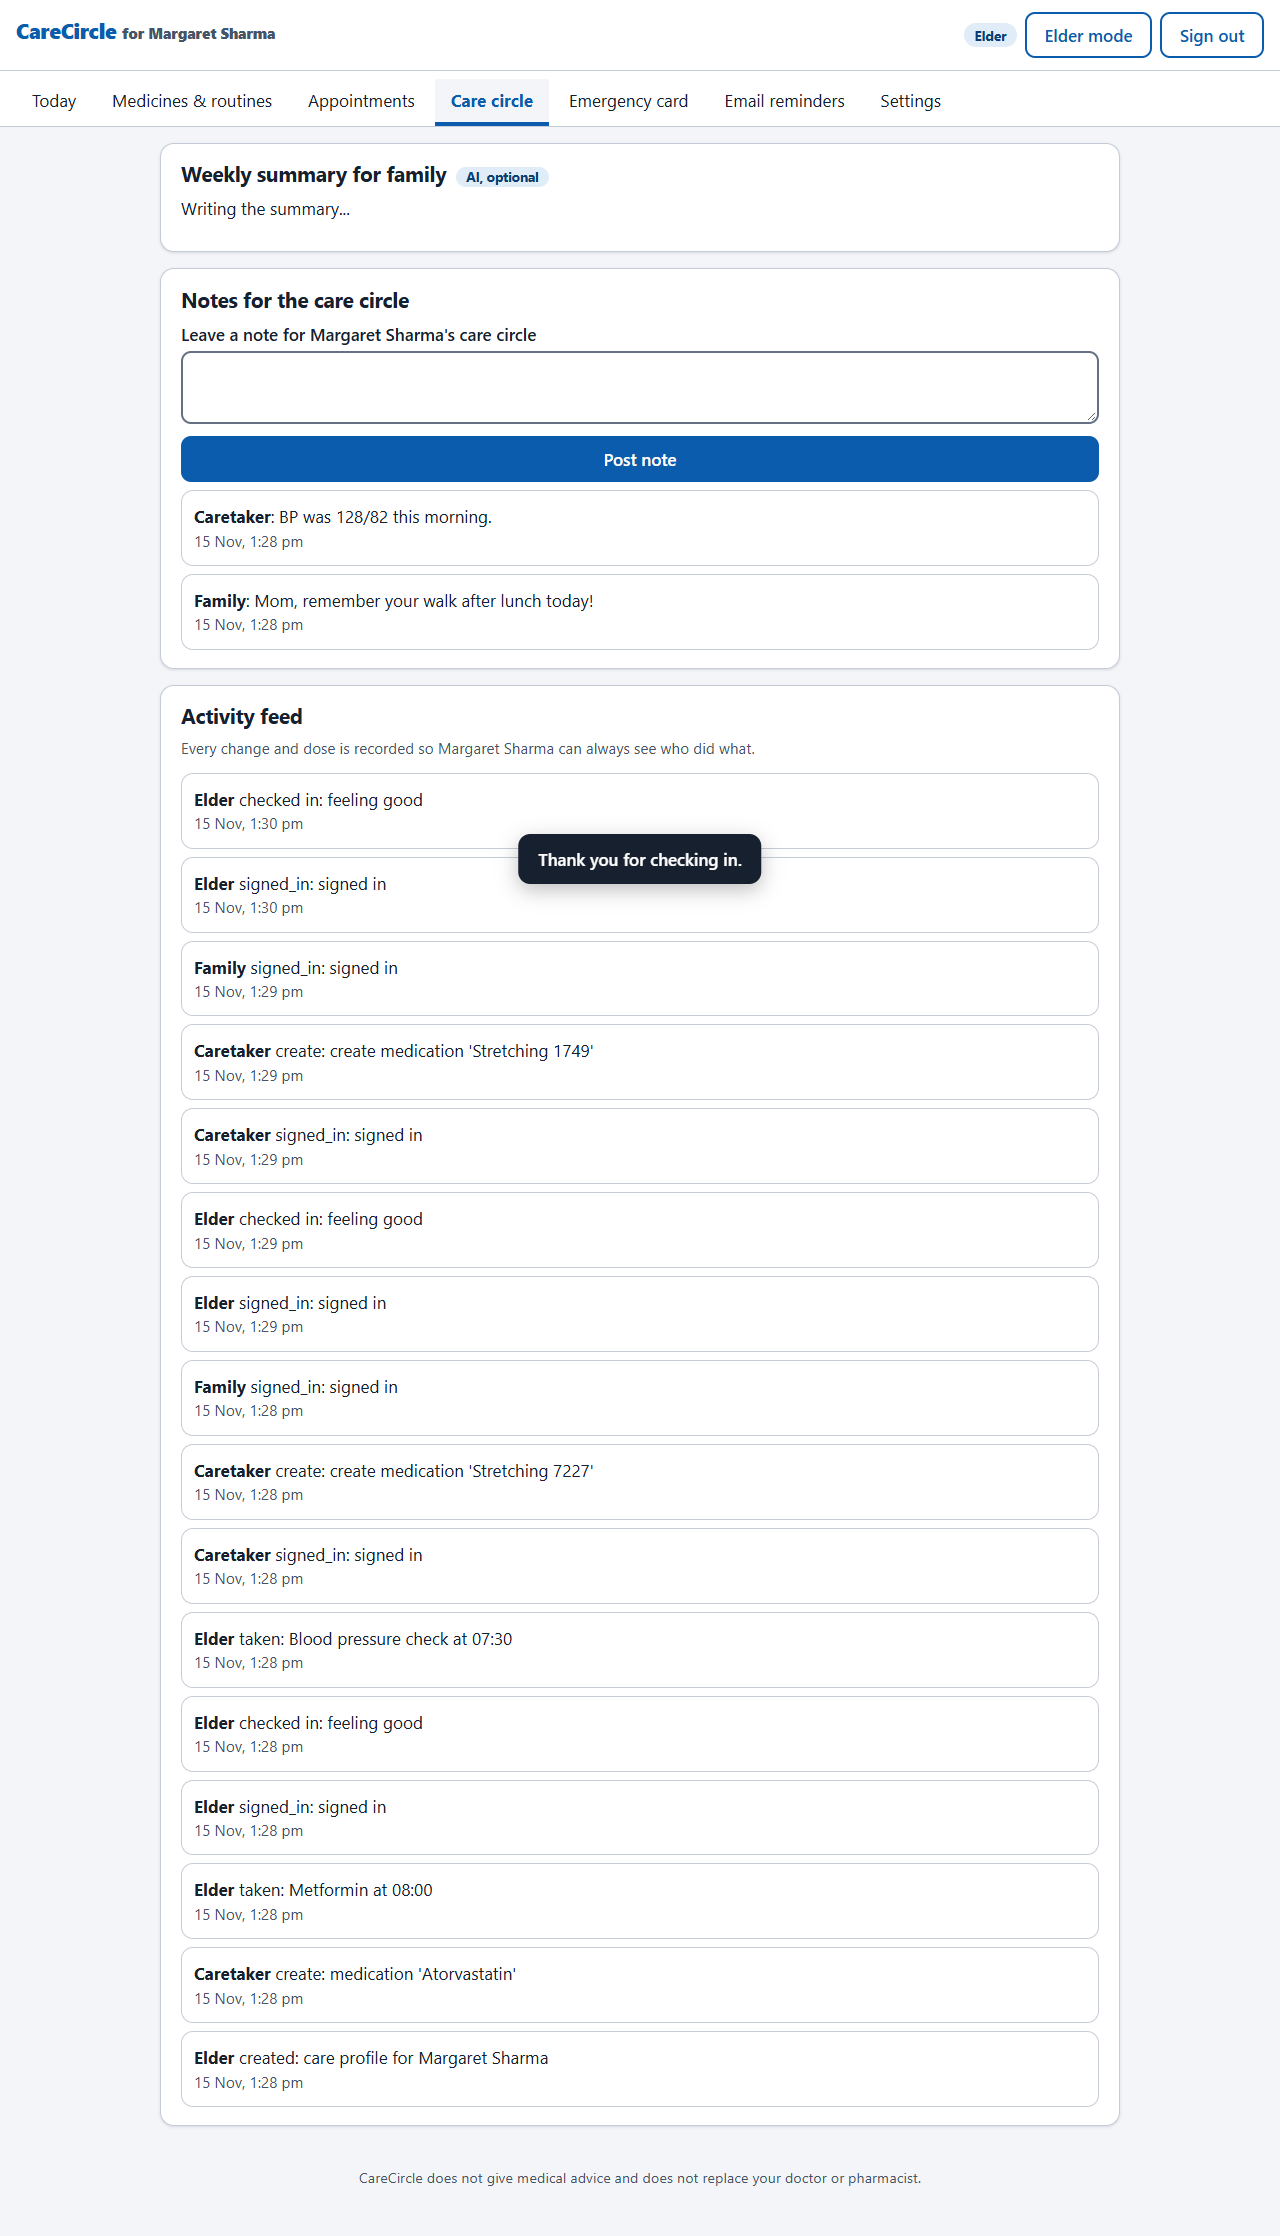 CareCircle for Margaret Sharma
Elder
Elder mode
Sign out
Today
Medicines & routines
Appointments
Care circle
Emergency card
Email reminders
Settings
Weekly summary for family
AI, optional
Writing the summary...
Notes for the care circle
Leave a note for Margaret Sharma's care circle
Post note
Caretaker: BP was 128/82 this morning.
15 Nov, 1:28 pm
Family: Mom, remember your walk after lunch today!
15 Nov, 1:28 pm
Activity feed
Every change and dose is recorded so Margaret Sharma can always see who did what.
Elder checked in: feeling good
15 Nov, 1:30 pm
Thank you for checking in.
Elder signed_in: signed in
15 Nov, 1:30 pm
Family signed_in: signed in
15 Nov, 1:29 pm
Caretaker create: create medication 'Stretching 1749'
15 Nov, 1:29 pm
Caretaker signed_in: signed in
15 Nov, 1:29 pm
Elder checked in: feeling good
15 Nov, 1:29 pm
Elder signed_in: signed in
15 Nov, 1:29 pm
Family signed_in: signed in
15 Nov, 1:28 pm
Caretaker create: create medication 'Stretching 7227'
15 Nov, 1:28 pm
Caretaker signed_in: signed in
15 Nov, 1:28 pm
Elder taken: Blood pressure check at 07:30
15 Nov, 1:28 pm
Elder checked in: feeling good
15 Nov, 1:28 pm
Elder signed_in: signed in
15 Nov, 1:28 pm
Elder taken: Metformin at 08:00
15 Nov, 1:28 pm
Caretaker create: medication 'Atorvastatin'
15 Nov, 1:28 pm
Elder created: care profile for Margaret Sharma
15 Nov, 1:28 pm
CareCircle does not give medical advice and does not replace your doctor or pharmacist.